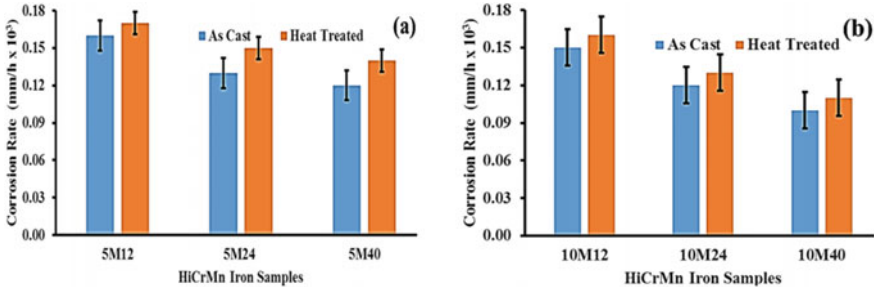 Corrosion Rate (mm/h x 10³)
0.18
0.15
0.12
0.09
0.06
0.03
0.00
As Cast Heat Treated
(a)
5M12 5M24 5M40
HiCrMn Iron Samples
Corrosion Rate (mm/h x 10³)
0.18
0.15
0.12
0.09
0.06
0.03
0.00
As Cast Heat Treated
(b)
10M12 10M24 10M40
HiCrMn Iron Samples